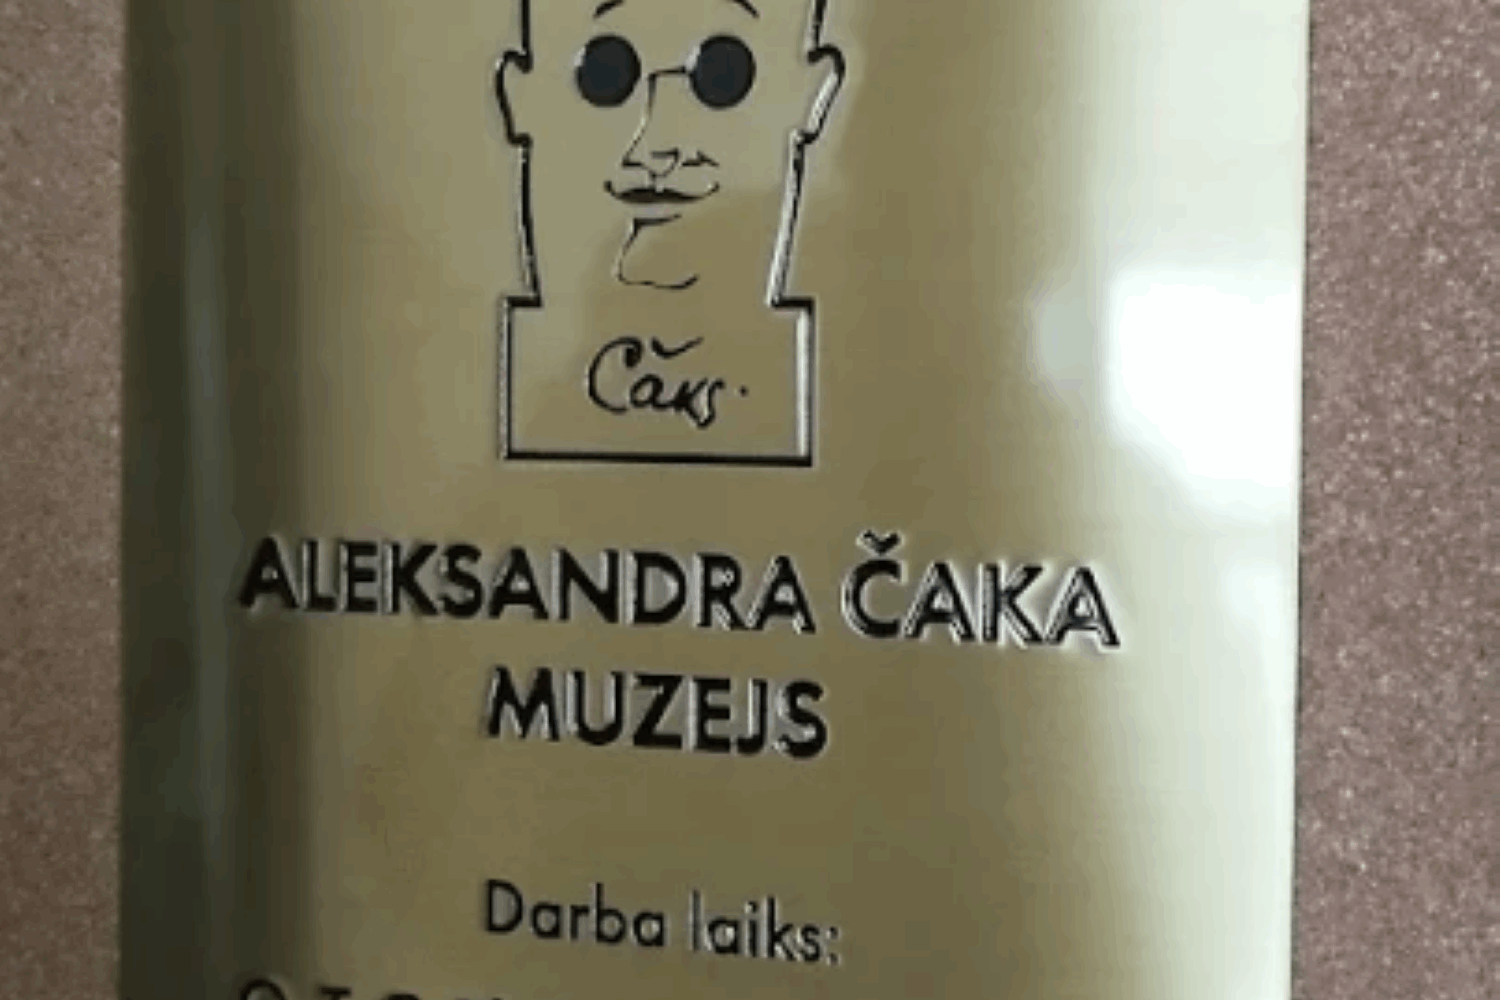 Čaks.
ALEKSANDRA ČAKA
MUZEJS
Darba laiks: